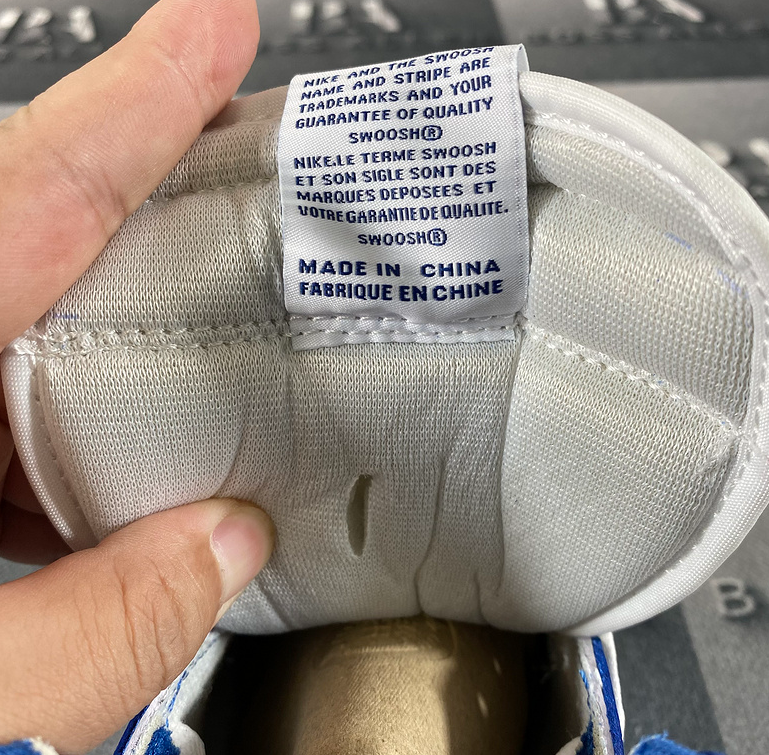 NIKE AND THE SWOOSH
NAME AND STRIPE ARE
TRADEMARKS AND YOUR
GUARANTEE OF QUALITY
SWOOSH®
NIKE.LE TERME SWOOSH
ET SON SIGLE SONT DES
MARQUES DEPOSEES ET
VOTRE GARANTIE DE QUALITE.
SWOOSH®
MADE IN CHINA
FABRIQUE EN CHINE
B